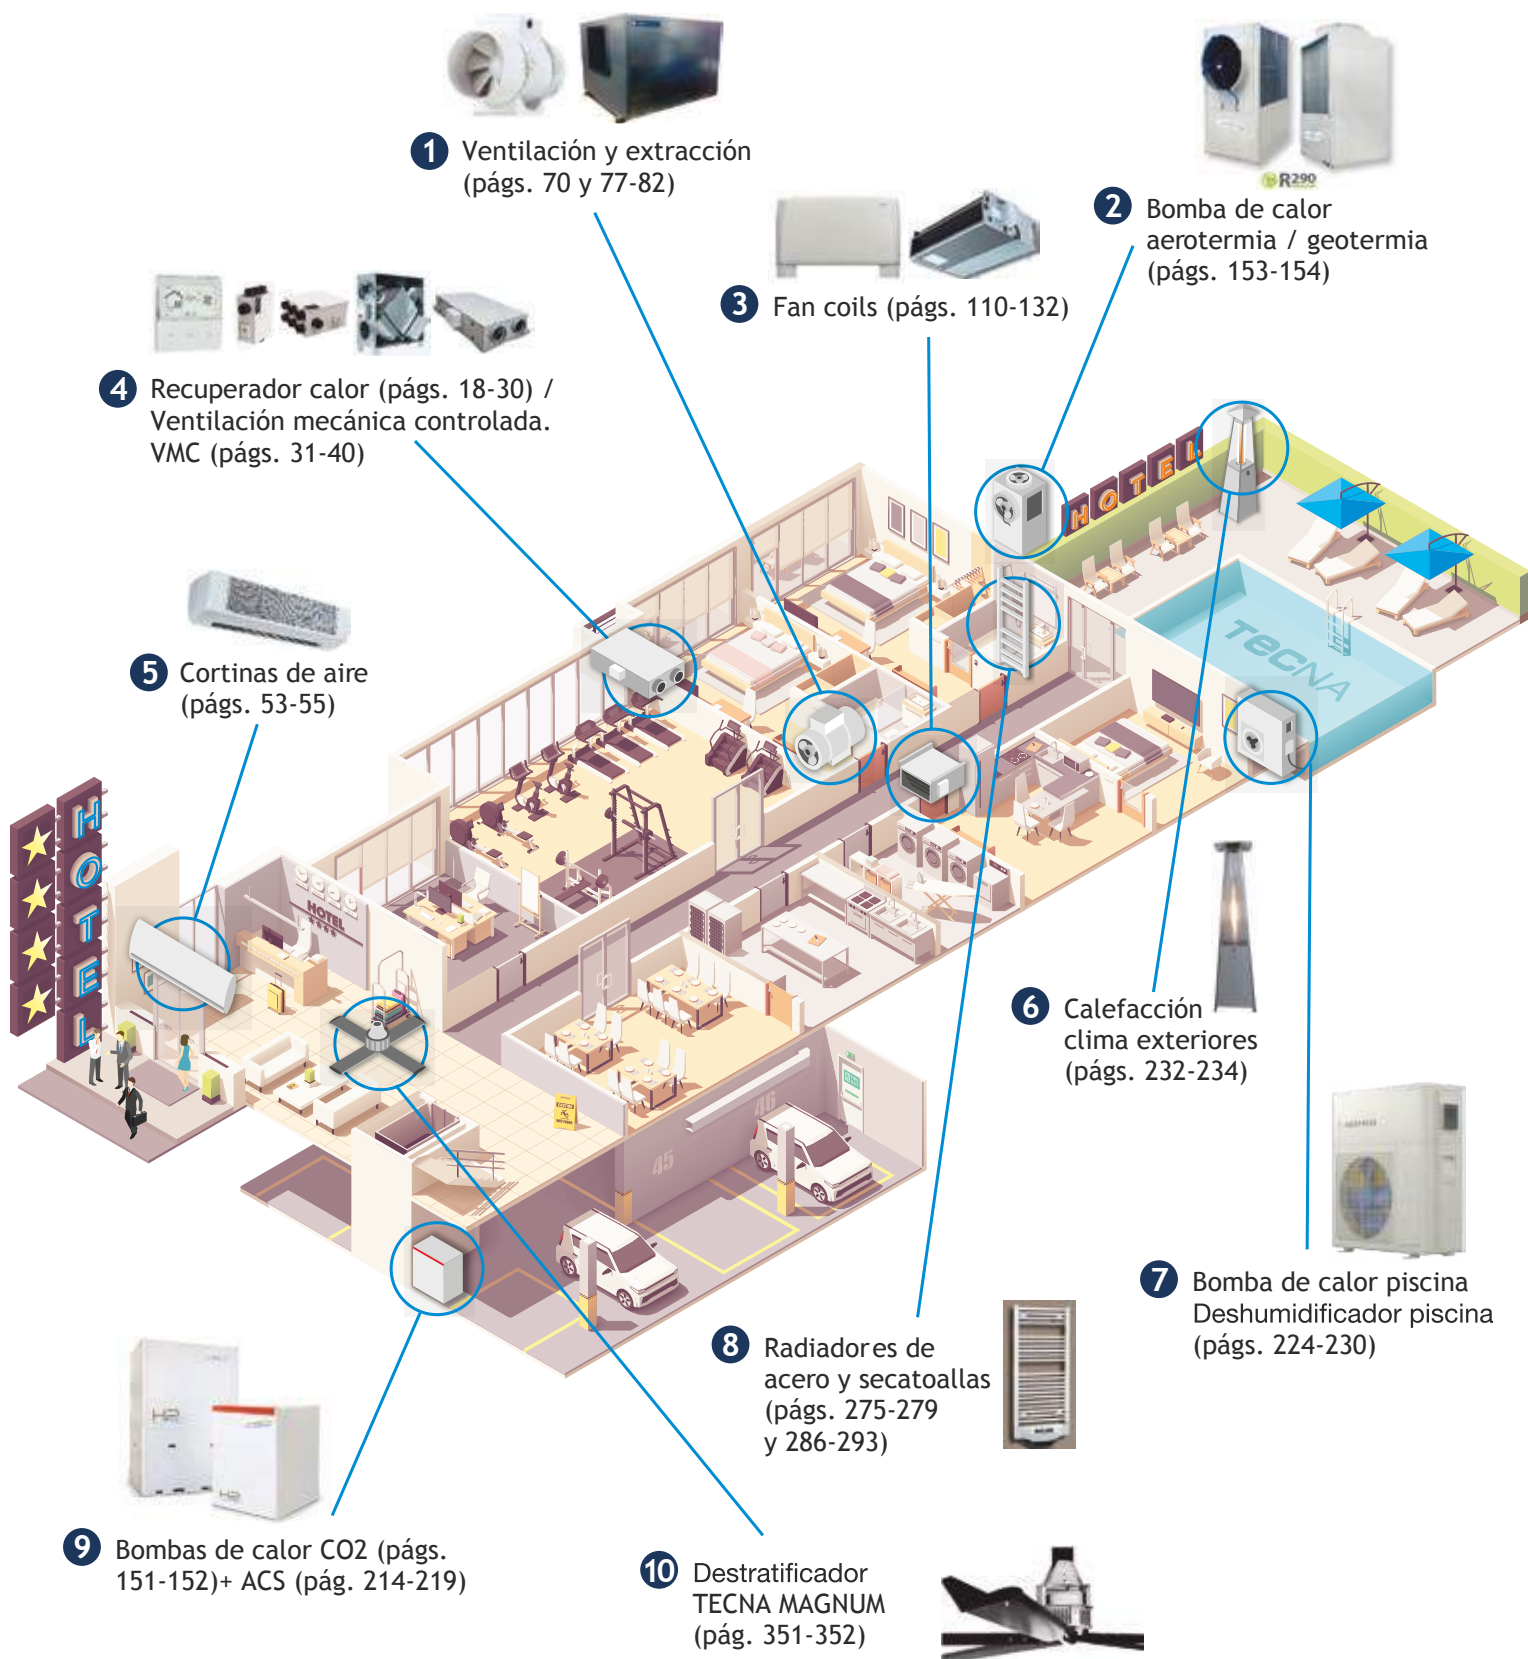 1 Ventilación y extracción
(págs. 70 y 77-82)
R290
2 Bomba de calor
aerotermia / geotermia
(págs. 153-154)
3 Fan coils (págs. 110-132)
4 Recuperador calor (págs. 18-30) /
Ventilación mecánica controlada.
VMC (págs. 31-40)
5 Cortinas de aire
(págs. 53-55)
HOTEL
TECNA
HOTEL
HOTEL
6 Calefacción
clima exteriores
(págs. 232-234)
45
46
7 Bomba de calor piscina
Deshumidificador piscina
(págs. 224-230)
8 Radiadores de
acero y secatoallas
(págs. 275-279
y 286-293)
9 Bombas de calor CO2 (págs.
151-152)+ ACS (pág. 214-219)
10 Destratificador
TECNA MAGNUM
(pág. 351-352)